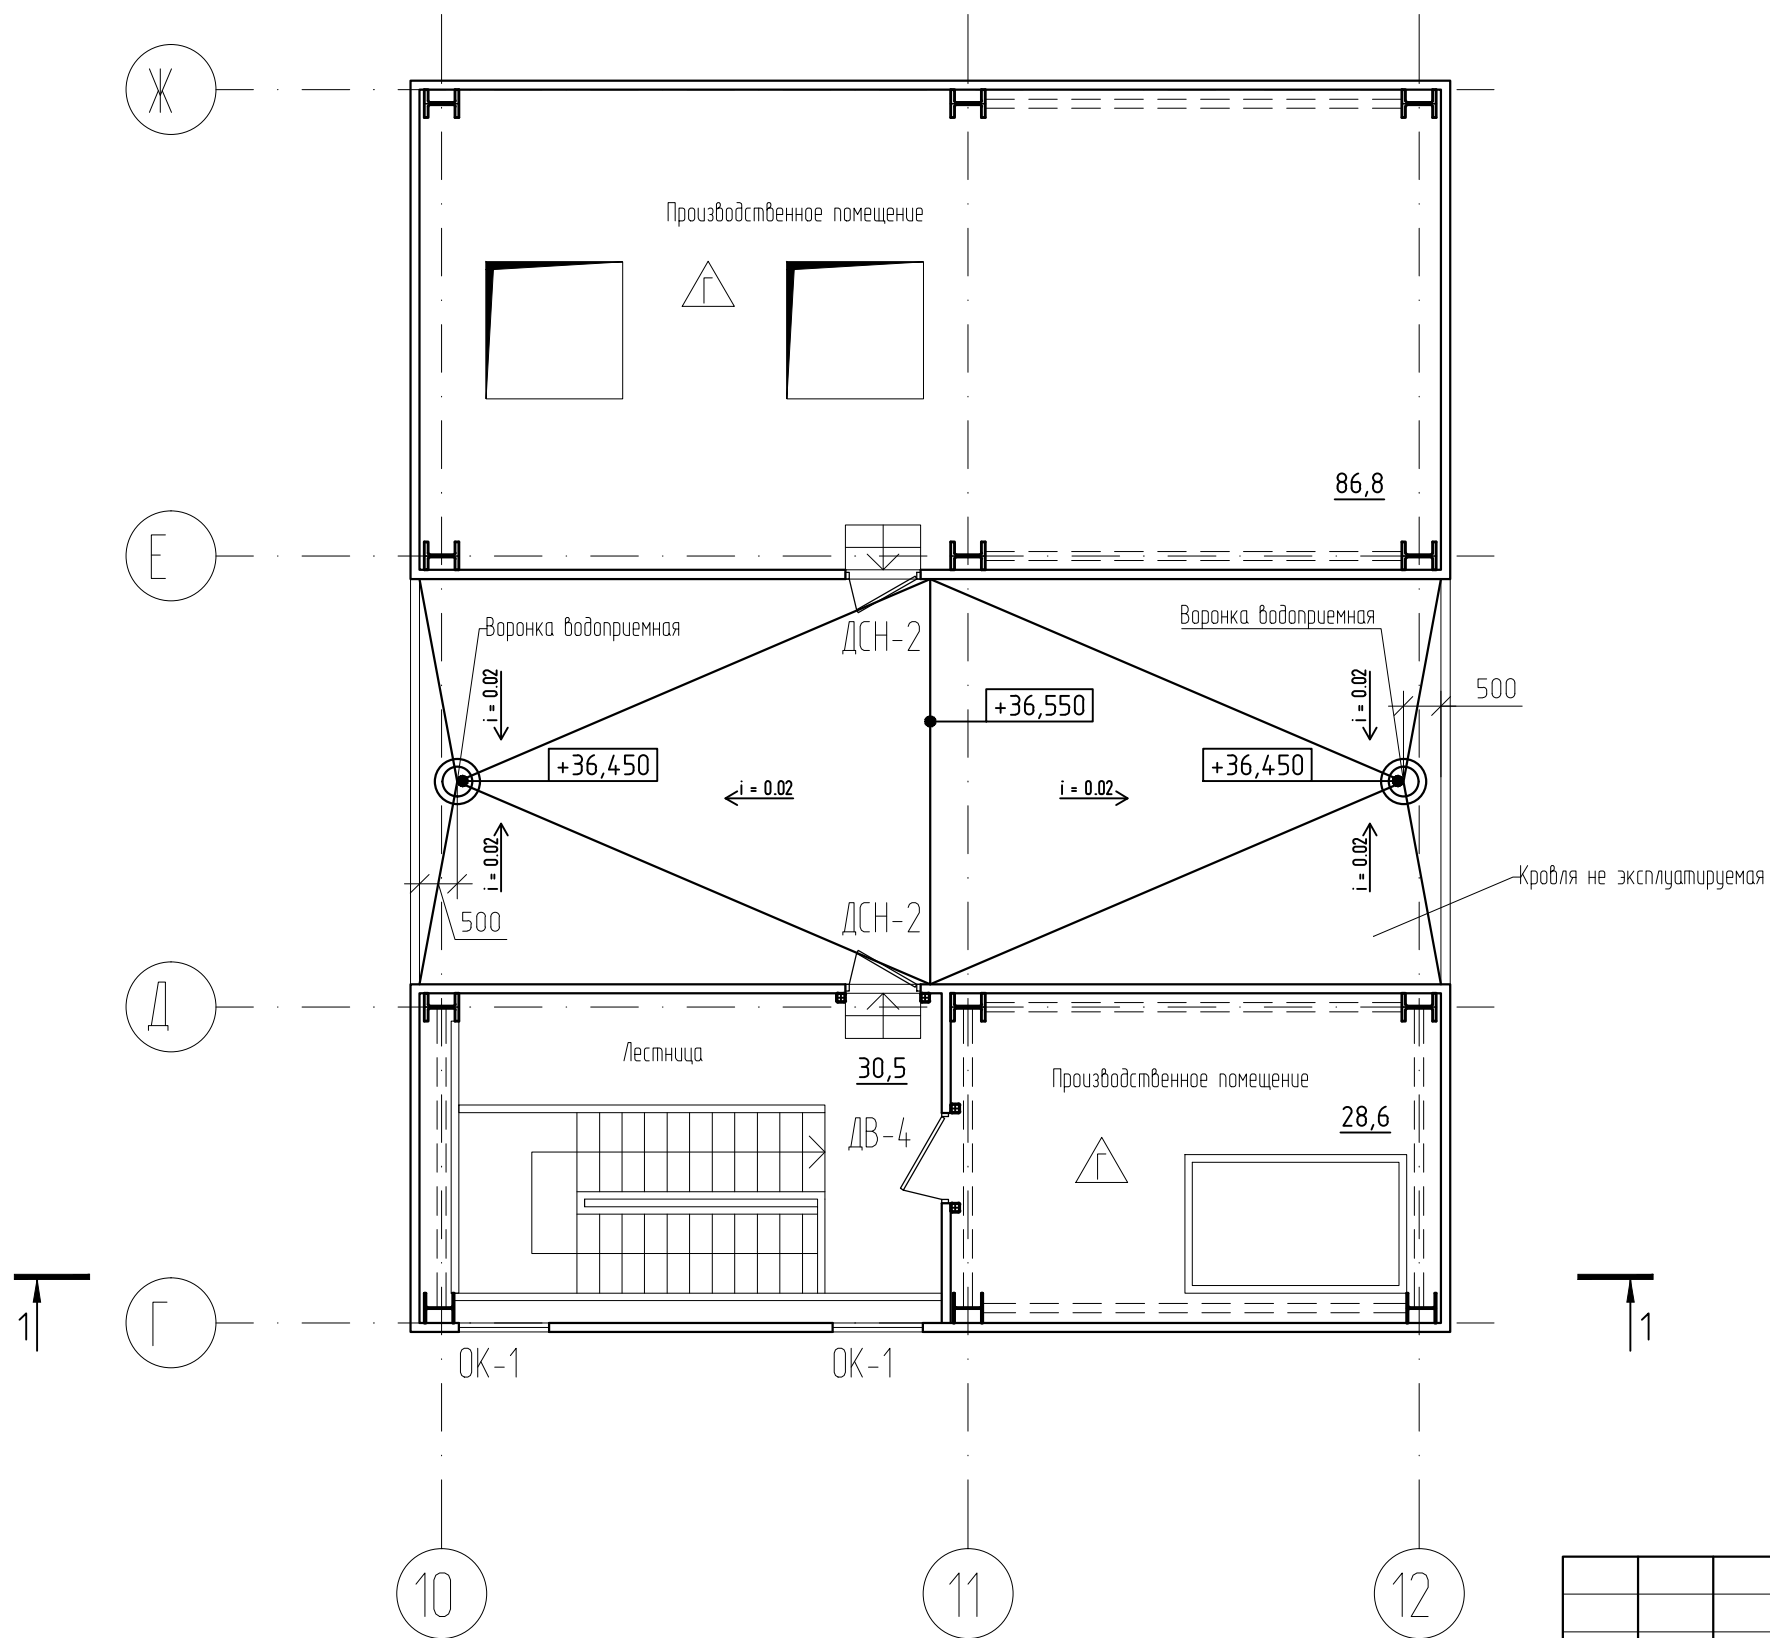 Ж
Производственное помещение
Г
86,8
Е
Воронка водоприемная
Воронка водоприемная
ДСН-2
i = 0.02
i = 0.02
500
+36,550
+36,450
+36,450
i = 0.02
i = 0.02
i = 0.02
i = 0.02
Кровля не эксплуатируемая
500
ДСН-2
Д
Лестница
30,5
Производственное помещение
28,6
ДВ-4
Г
1
Г
1
ОК-1
ОК-1
10
11
12